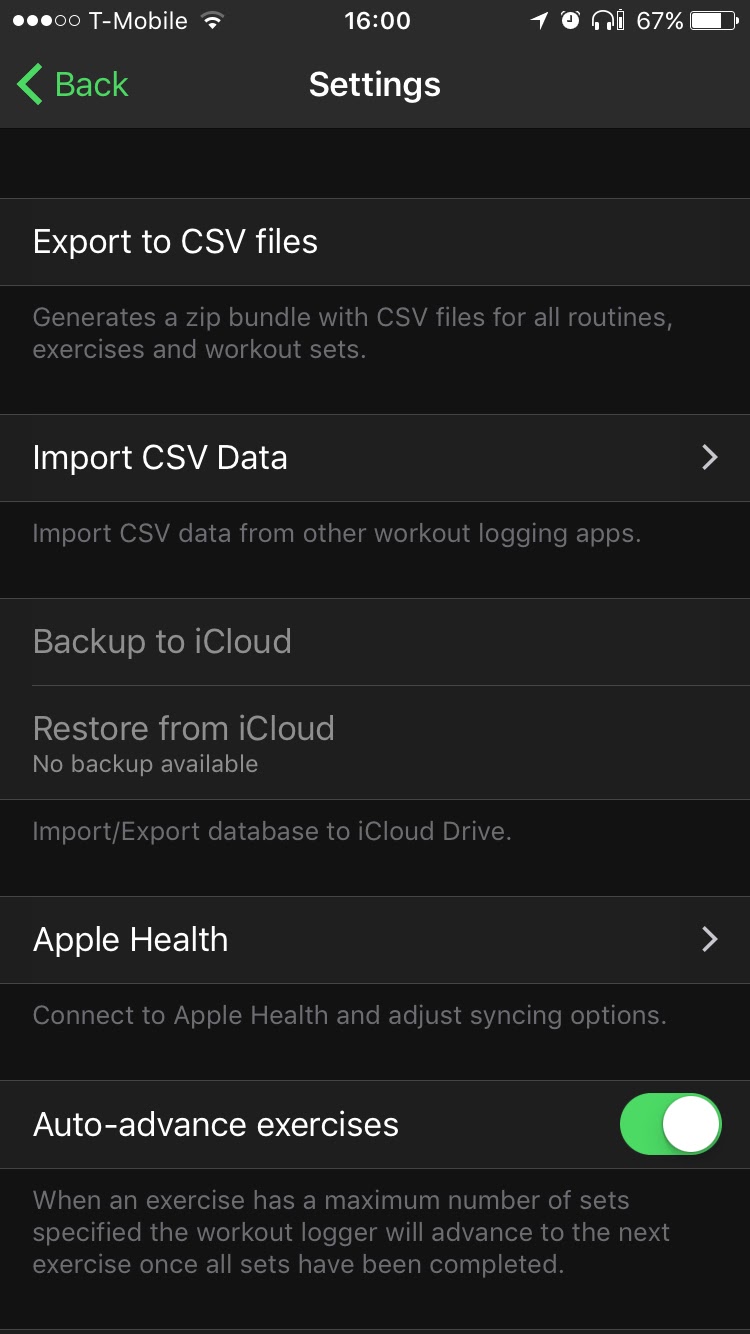 T-Mobile 16:00 67%
Back Settings
Export to CSV files
Generates a zip bundle with CSV files for all routines,
exercises and workout sets.
Import CSV Data
Import CSV data from other workout logging apps.
Backup to iCloud
Restore from iCloud
No backup available
Import/Export database to iCloud Drive.
Apple Health
Connect to Apple Health and adjust syncing options.
Auto-advance exercises
When an exercise has a maximum number of sets
specified the workout logger will advance to the next
exercise once all sets have been completed.